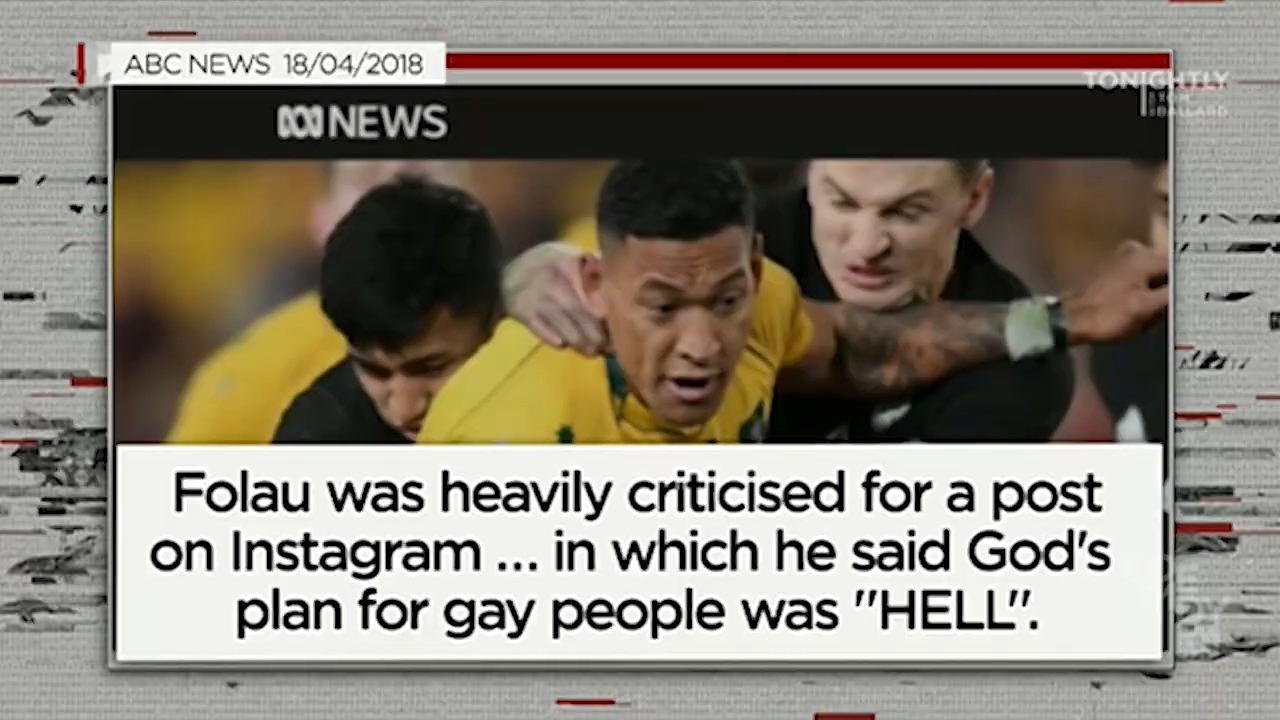 ABC NEWS 18/04/2018
TONIGHTLY
BALLARD
NEWS
Folau was heavily criticised for a post
on Instagram ... in which he said God's
plan for gay people was "HELL".